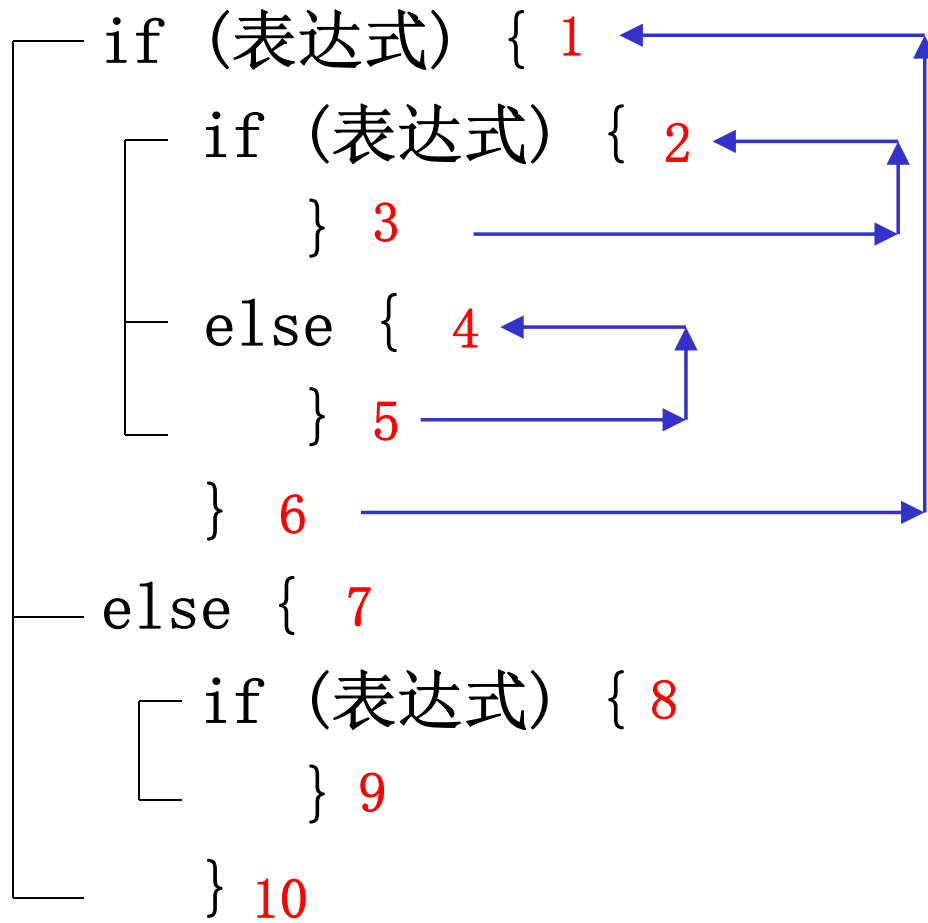 if (表达式) { 1
if (表达式) { 2
} 3
else { 4
} 5
} 6
else { 7
if (表达式) { 8
} 9
} 10